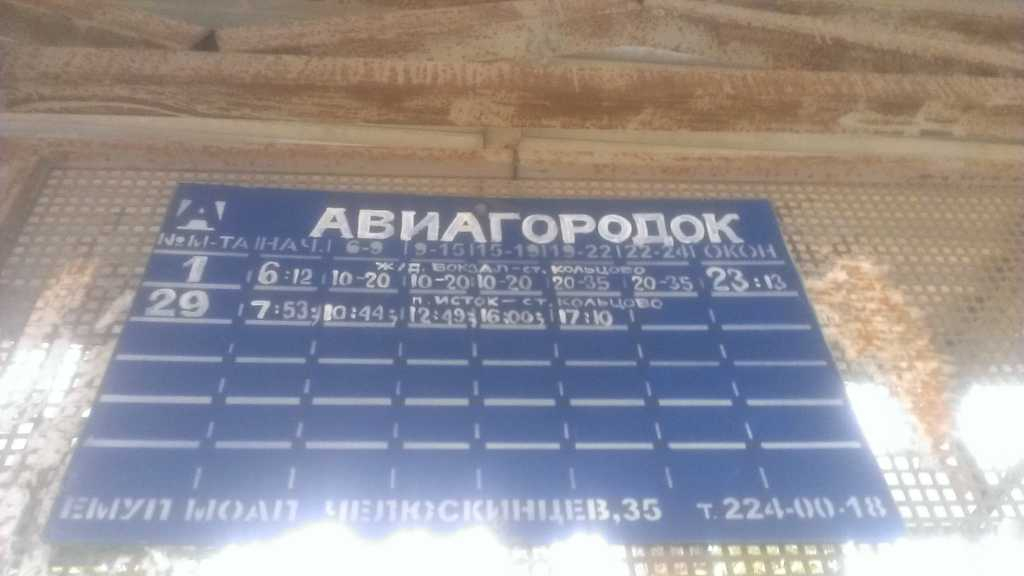 А АВИАГОРОДОК
№М-ТА НАЧ. 6-9 9-15 15-19 19-22 22-24 ОКОН
Ж/Д. ВОКЗАЛ-СТ. КОЛЬЦОВО
1 6:12 10-20 10-20 10-20 20-35 20-35 23:13
П. ИСТОК-СТ. КОЛЬЦОВО
29 7:53; 10:44; 12:49; 16:00; 17:10
ЕМУП МОАП ЧЕЛЮСКИНЦЕВ,35 Т. 224-00-18